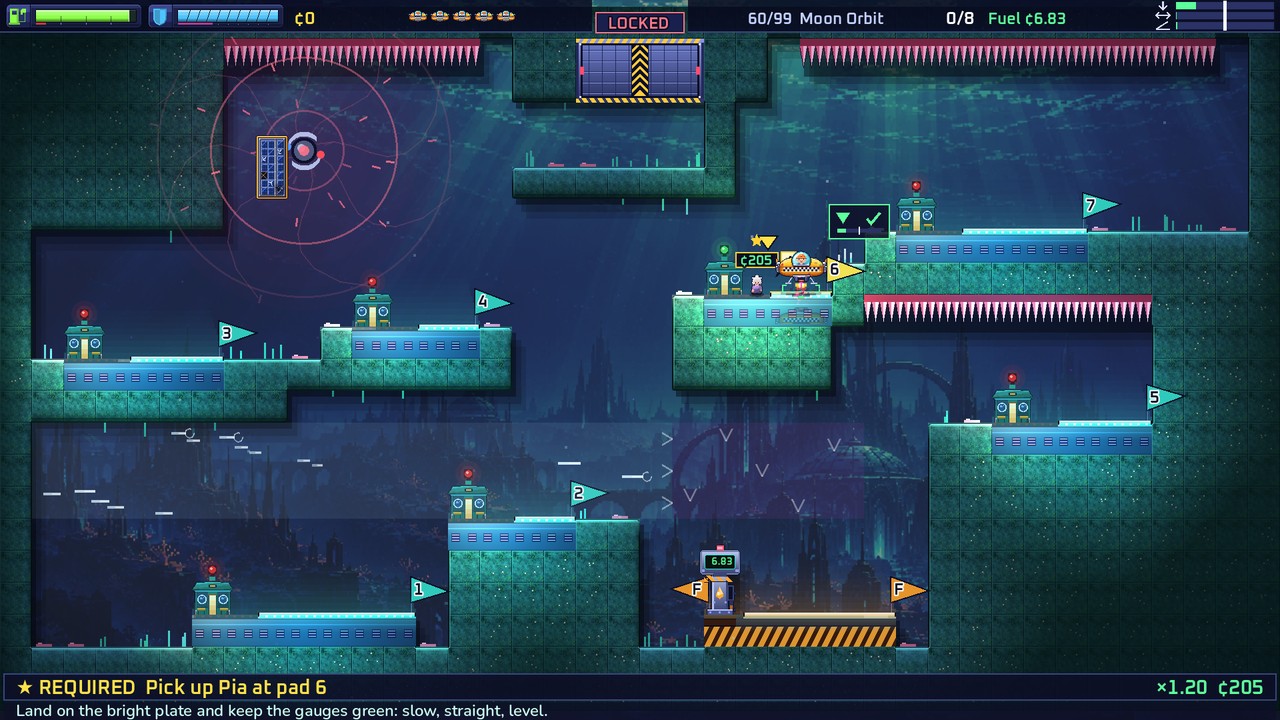 ¢0
LOCKED
60/99 Moon Orbit
0/8 Fuel ¢6.83
7
¢205
6
4
3
5
2
6.83
1
F
F
★ REQUIRED Pick up Pia at pad 6
×1.20 ¢205
Land on the bright plate and keep the gauges green: slow, straight, level.